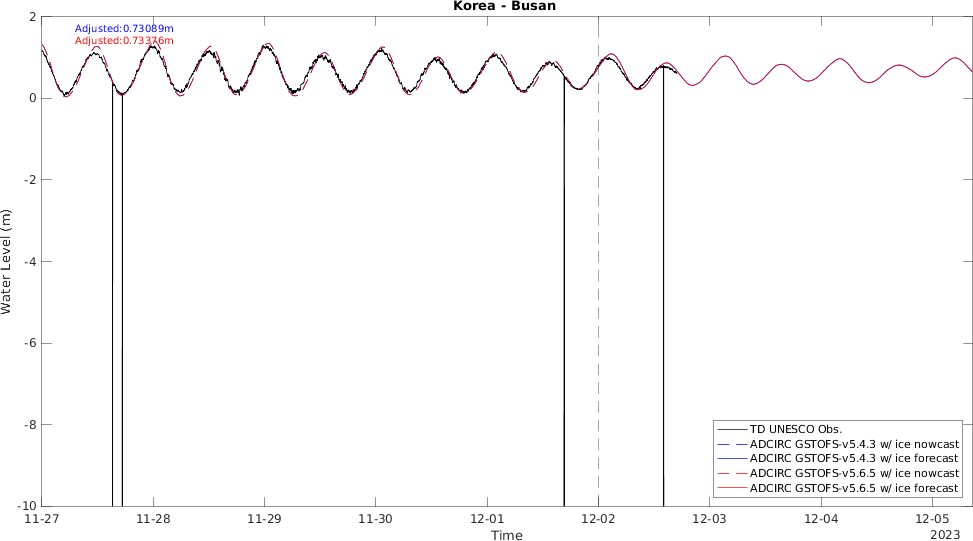 Korea - Busan
Adjusted:0.73089m
Adjusted:0.73376m
Water Level (m)
2
0
-2
-4
-6
-8
-10
TD UNESCO Obs.
ADCIRC GSTOFS-v5.4.3 w/ ice nowcast
ADCIRC GSTOFS-v5.4.3 w/ ice forecast
ADCIRC GSTOFS-v5.6.5 w/ ice nowcast
ADCIRC GSTOFS-v5.6.5 w/ ice forecast
11-27 11-28 11-29 11-30 12-01 12-02 12-03 12-04 12-05
Time
2023